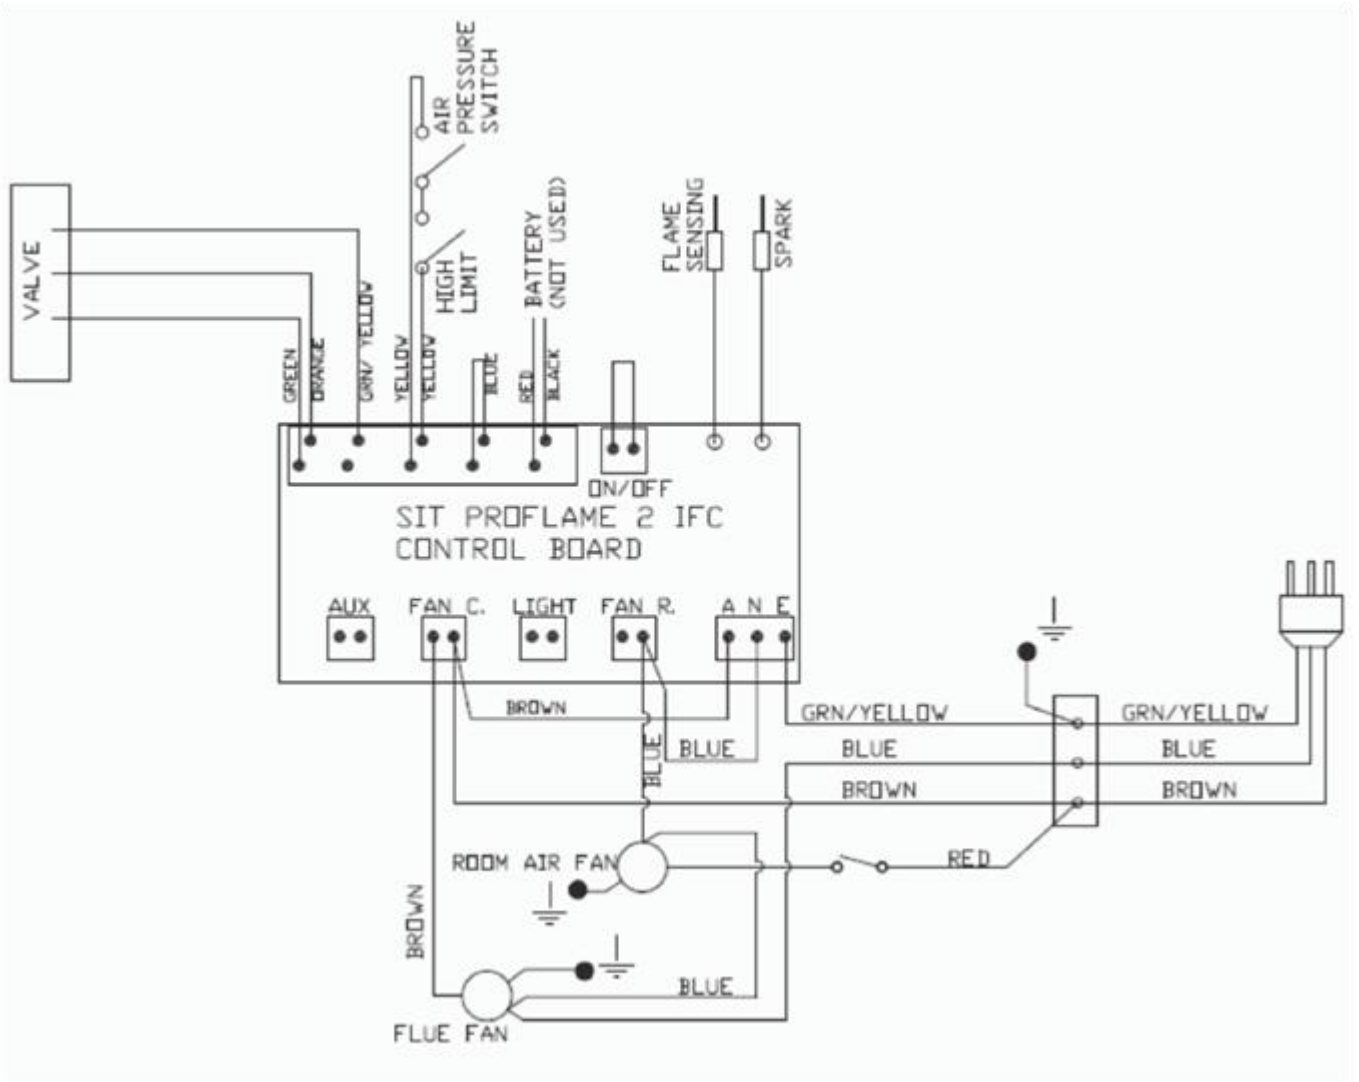 AIR
PRESSURE
SWITCH
VALVE
HIGH
LIMIT
BATTERY
(NOT USED)
FLAME
SENSING
SPARK
GREEN
ORANGE
GRN/ YELLOW
YELLOW
YELLOW
BLUE
RED
BLACK
ON/OFF
SIT PROFLAME 2 IFC
CONTROL BOARD
AUX FAN C. LIGHT FAN R. A N E
BROWN
GRN/YELLOW
GRN/YELLOW
BLUE
BLUE
BLUE
BLUE
BROWN
BROWN
ROOM AIR FAN
RED
BROWN
BLUE
FLUE FAN